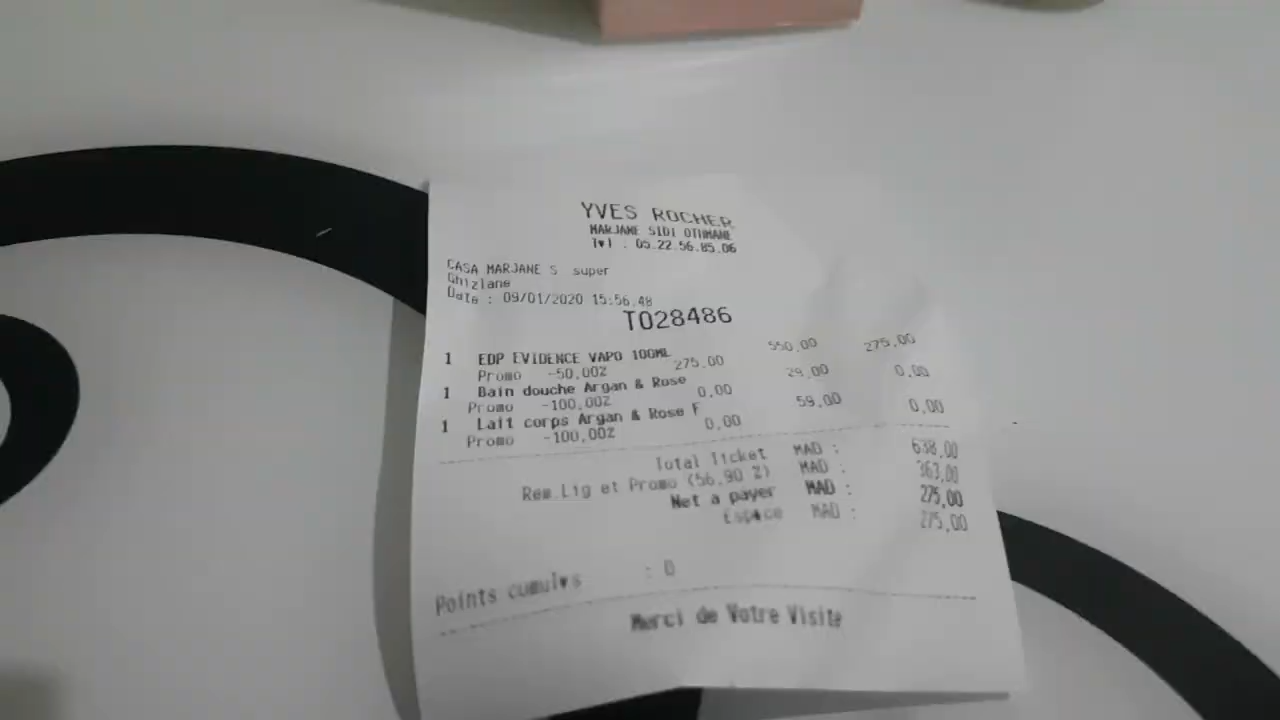 YVES ROCHER
MARJANE SIDI OTHMANE
Tél : 05.22.56.85.06
CASA MARJANE S super
Ghizlane
Date : 09/01/2020 15:56.48
T028486
1 EDP EVIDENCE VAPO 100ML 550,00 275,00
Promo -50,00% 275,00
1 Bain douche Argan & Rose 29,00 0,00
Promo -100,00% 0,00
1 Lait corps Argan & Rose F 59,00 0,00
Promo -100,00% 0,00
Total Ticket MAD : 638,00
Rem.Lig et Promo (56,90 %) MAD : 363,00
Net a payer MAD : 275,00
Espèce MAD : 275,00
Points cumulés : 0
Merci de Votre Visite